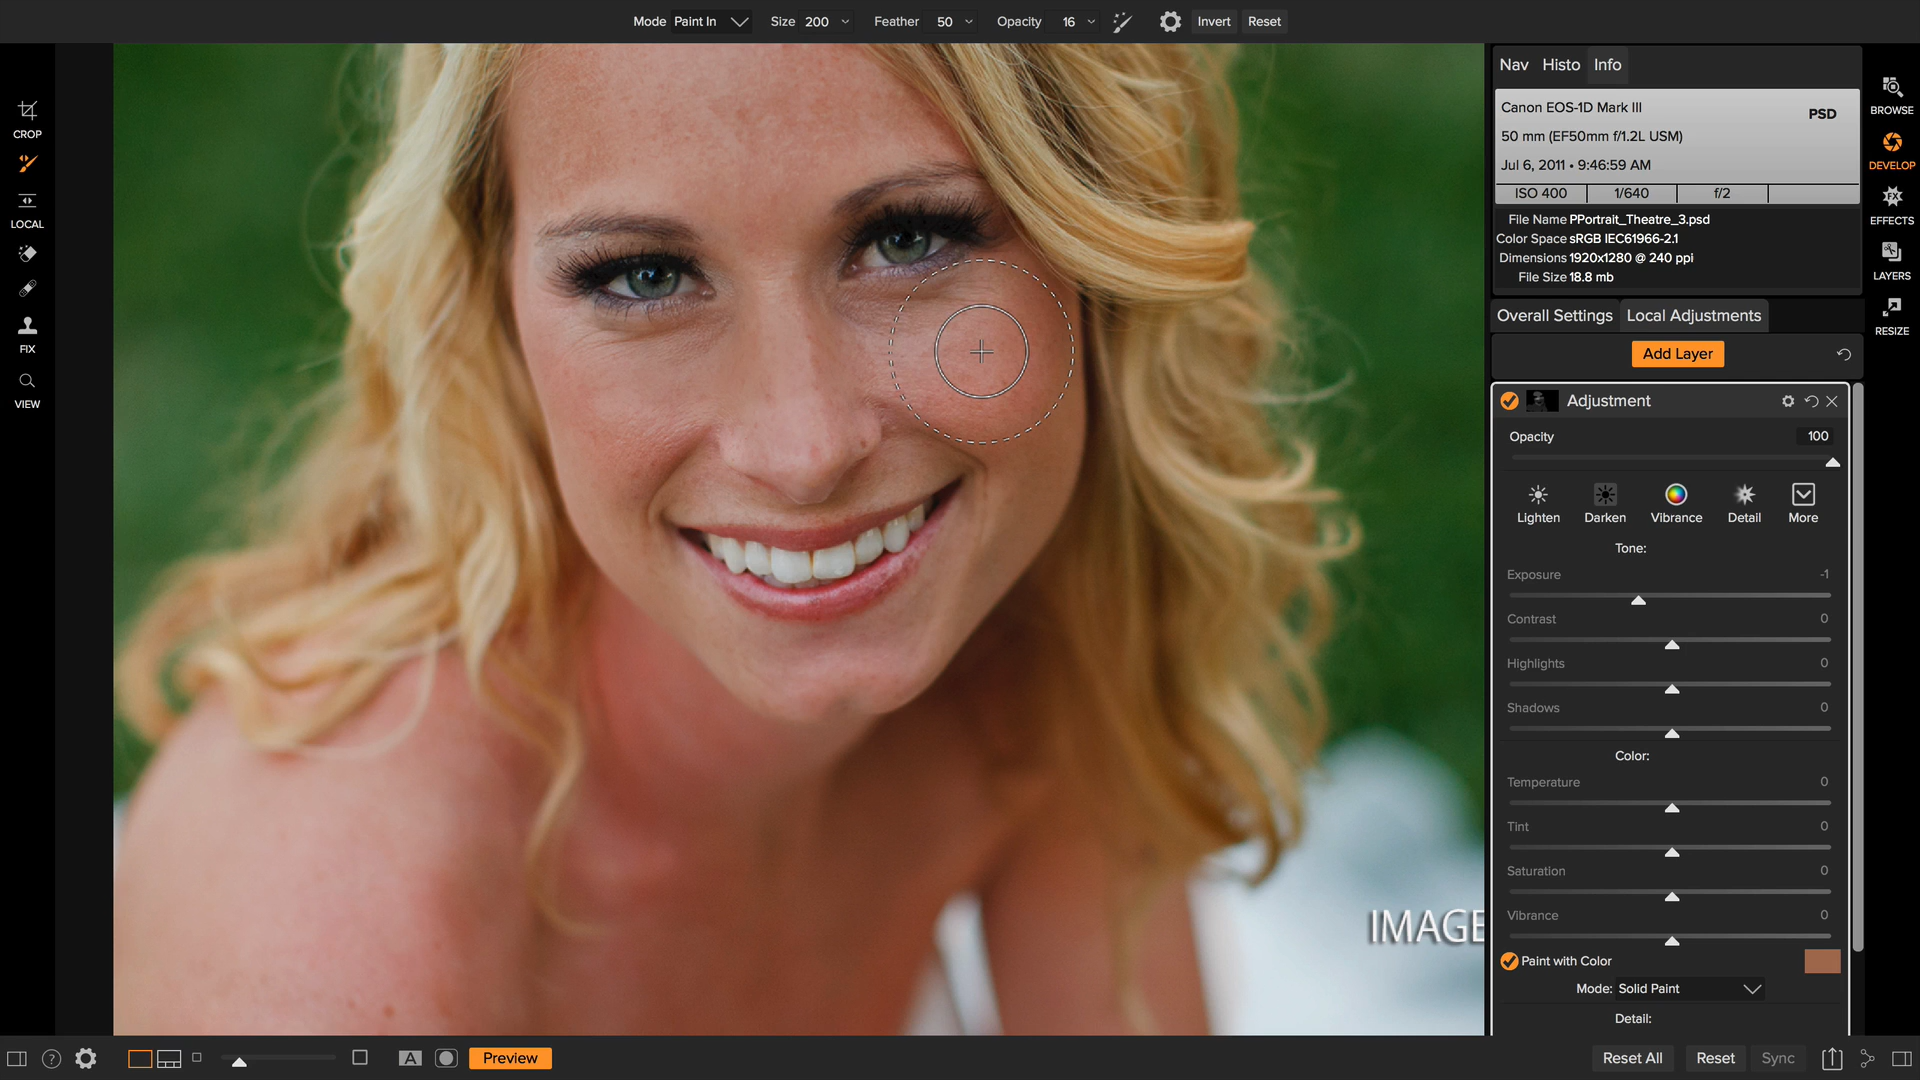 Mode Paint In Size 200 Feather 50 Opacity 16 Invert Reset
CROP
LOCAL
FIX
VIEW
IMAGE
Nav Histo Info
Canon EOS-1D Mark III
PSD
50 mm (EF50mm f/1.2L USM)
Jul 6, 2011 • 9:46:59 AM
ISO 400 1/640 f/2
File Name PPortrait_Theatre_3.psd
Color Space sRGB IEC61966-2.1
Dimensions 1920x1280 @ 240 ppi
File Size 18.8 mb
Overall Settings Local Adjustments
Add Layer
Adjustment
Opacity 100
Lighten Darken Vibrance Detail More
Tone:
Exposure -1
Contrast 0
Highlights 0
Shadows 0
Color:
Temperature 0
Tint 0
Saturation 0
Vibrance 0
Paint with Color
Mode: Solid Paint
Detail:
BROWSE
DEVELOP
FX
EFFECTS
LAYERS
RESIZE
? A Preview
Reset All Reset Sync